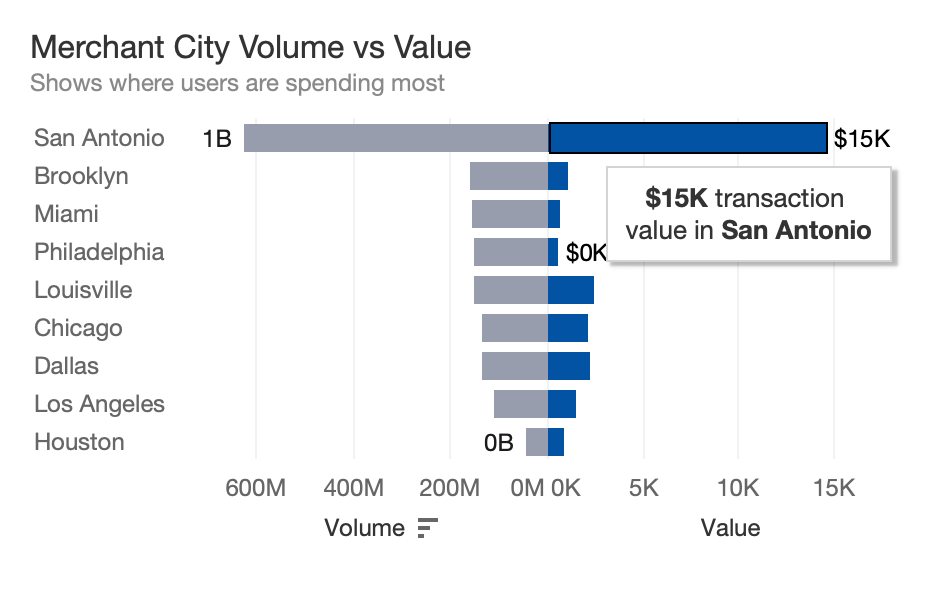 Merchant City Volume vs Value
Shows where users are spending most
San Antonio 1B $15K
Brooklyn
$15K transaction
Miami
value in San Antonio
Philadelphia $0K
Louisville
Chicago
Dallas
Los Angeles
Houston 0B
600M 400M 200M 0M 0K 5K 10K 15K
Volume Value